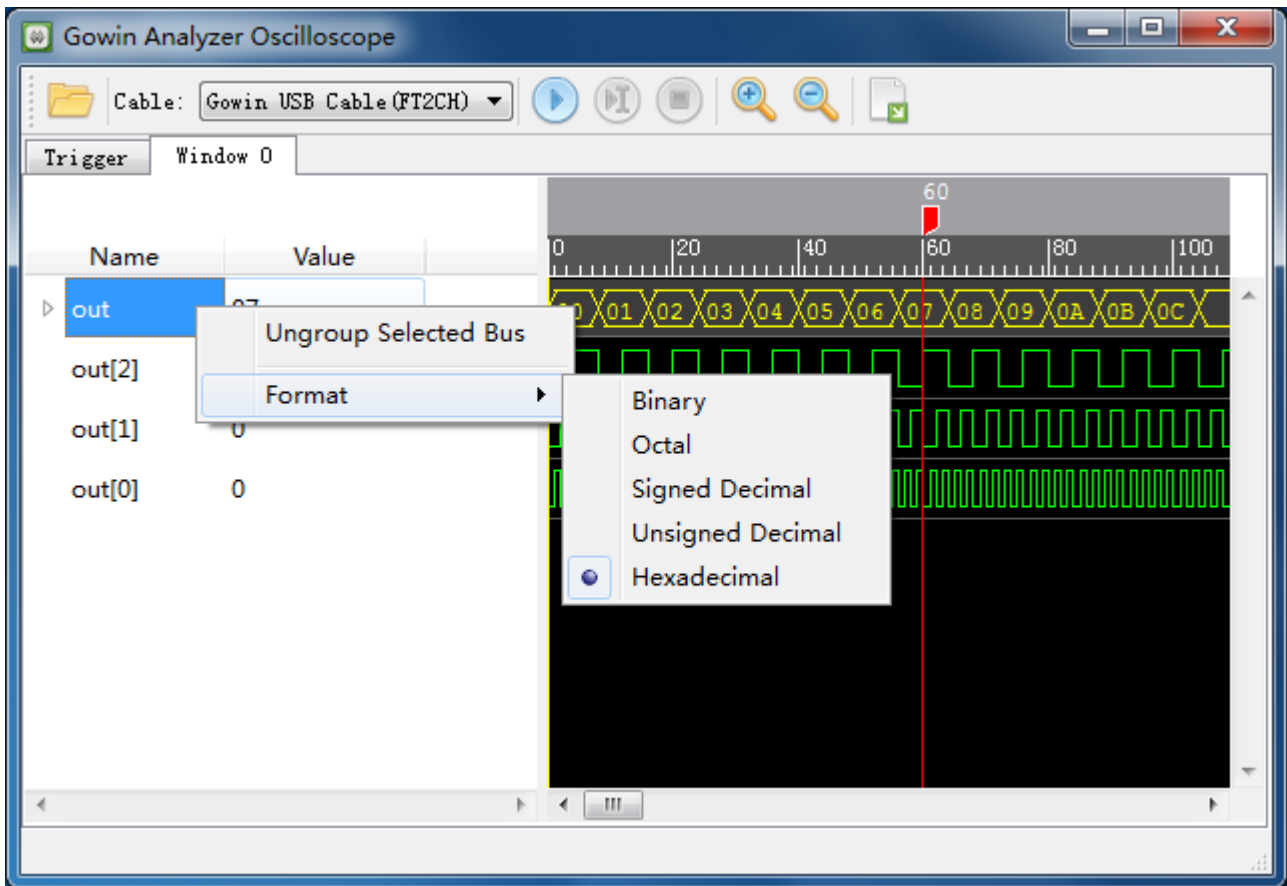 Gowin Analyzer Oscilloscope
Cable: Gowin USB Cable(FT2CH)
Trigger Window 0
60
Name Value 0 20 40 60 80 100
out 01 02 03 04 05 06 07 08 09 0A 0B 0C
Ungroup Selected Bus
out[2]
Format
Binary
out[1] 0
Octal
out[0] 0 Signed Decimal
Unsigned Decimal
Hexadecimal